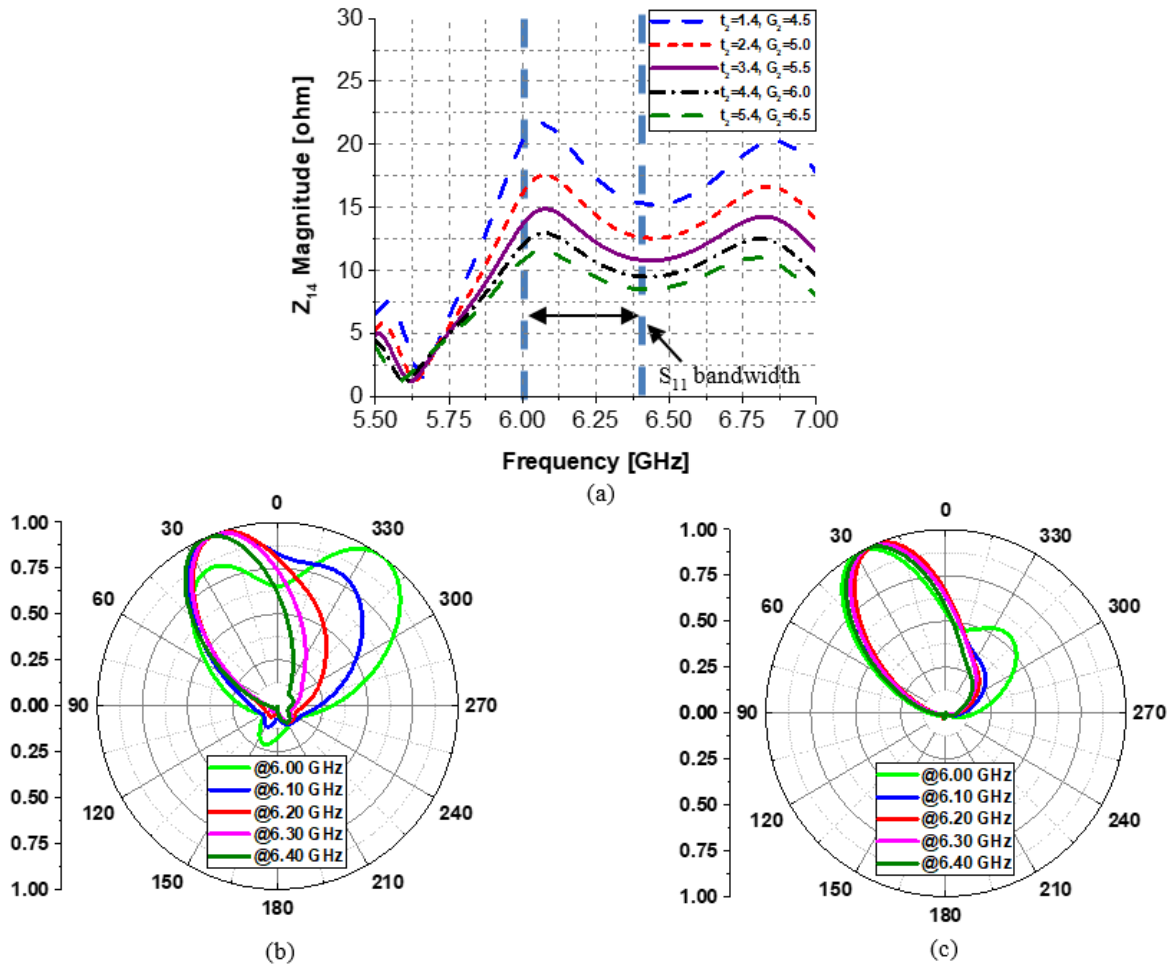 30
25
20
15
10
5
0
Z14 Magnitude [ohm]
t2=1.4, G2=4.5
t2=2.4, G2=5.0
t2=3.4, G2=5.5
t2=4.4, G2=6.0
t2=5.4, G2=6.5
S11 bandwidth
5.50 5.75 6.00 6.25 6.50 6.75 7.00
Frequency [GHz]
(a)
1.00
0.75
0.50
0.25
0.00
0.25
0.50
0.75
1.00
0
30
330
60
300
90
270
120
240
150
210
180
@6.00 GHz
@6.10 GHz
@6.20 GHz
@6.30 GHz
@6.40 GHz
(b)
1.00
0.75
0.50
0.25
0.00
0.25
0.50
0.75
1.00
0
30
330
60
300
90
270
120
240
150
210
180
@6.00 GHz
@6.10 GHz
@6.20 GHz
@6.30 GHz
@6.40 GHz
(c)